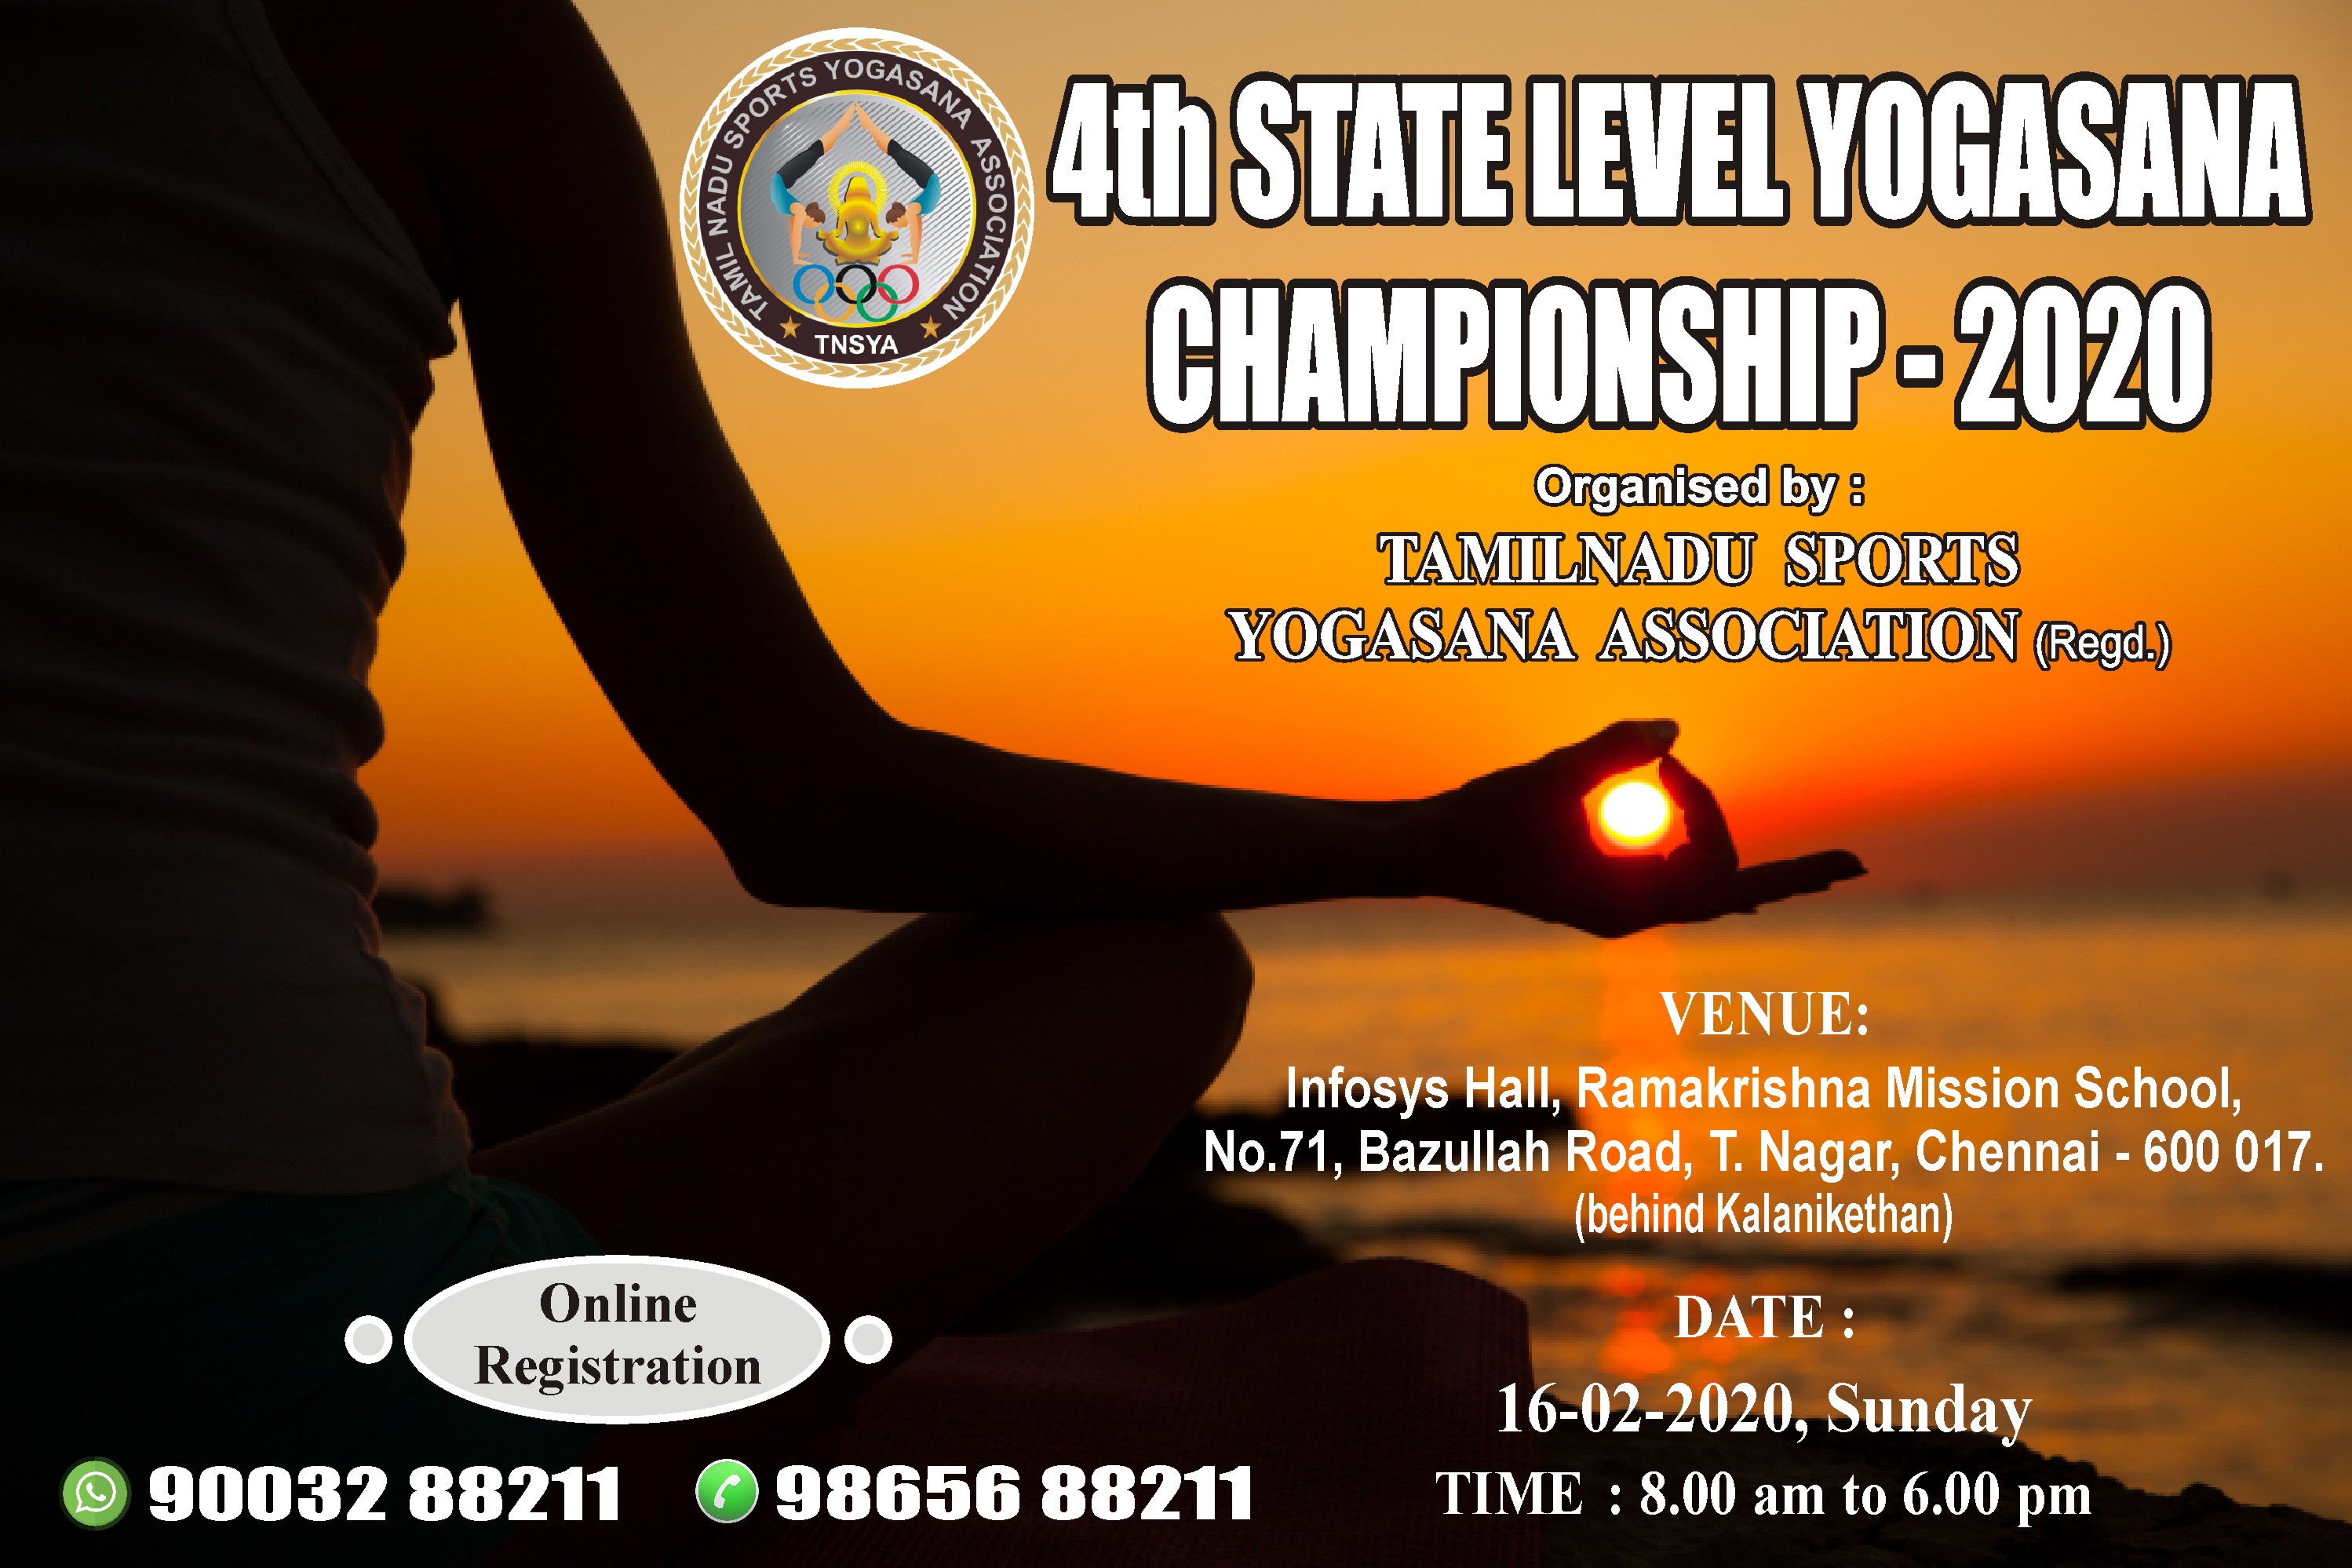 TAMIL NADU SPORTS YOGASANA ASSOCIATION
TNSYA
4th STATE LEVEL YOGASANA
CHAMPIONSHIP - 2020
Organised by :
TAMILNADU SPORTS
YOGASANA ASSOCIATION (Regd.)
VENUE:
Infosys Hall, Ramakrishna Mission School,
No.71, Bazullah Road, T. Nagar, Chennai - 600 017.
(behind Kalanikethan)
DATE :
16-02-2020, Sunday
TIME : 8.00 am to 6.00 pm
Online
Registration
90032 88211
98656 88211